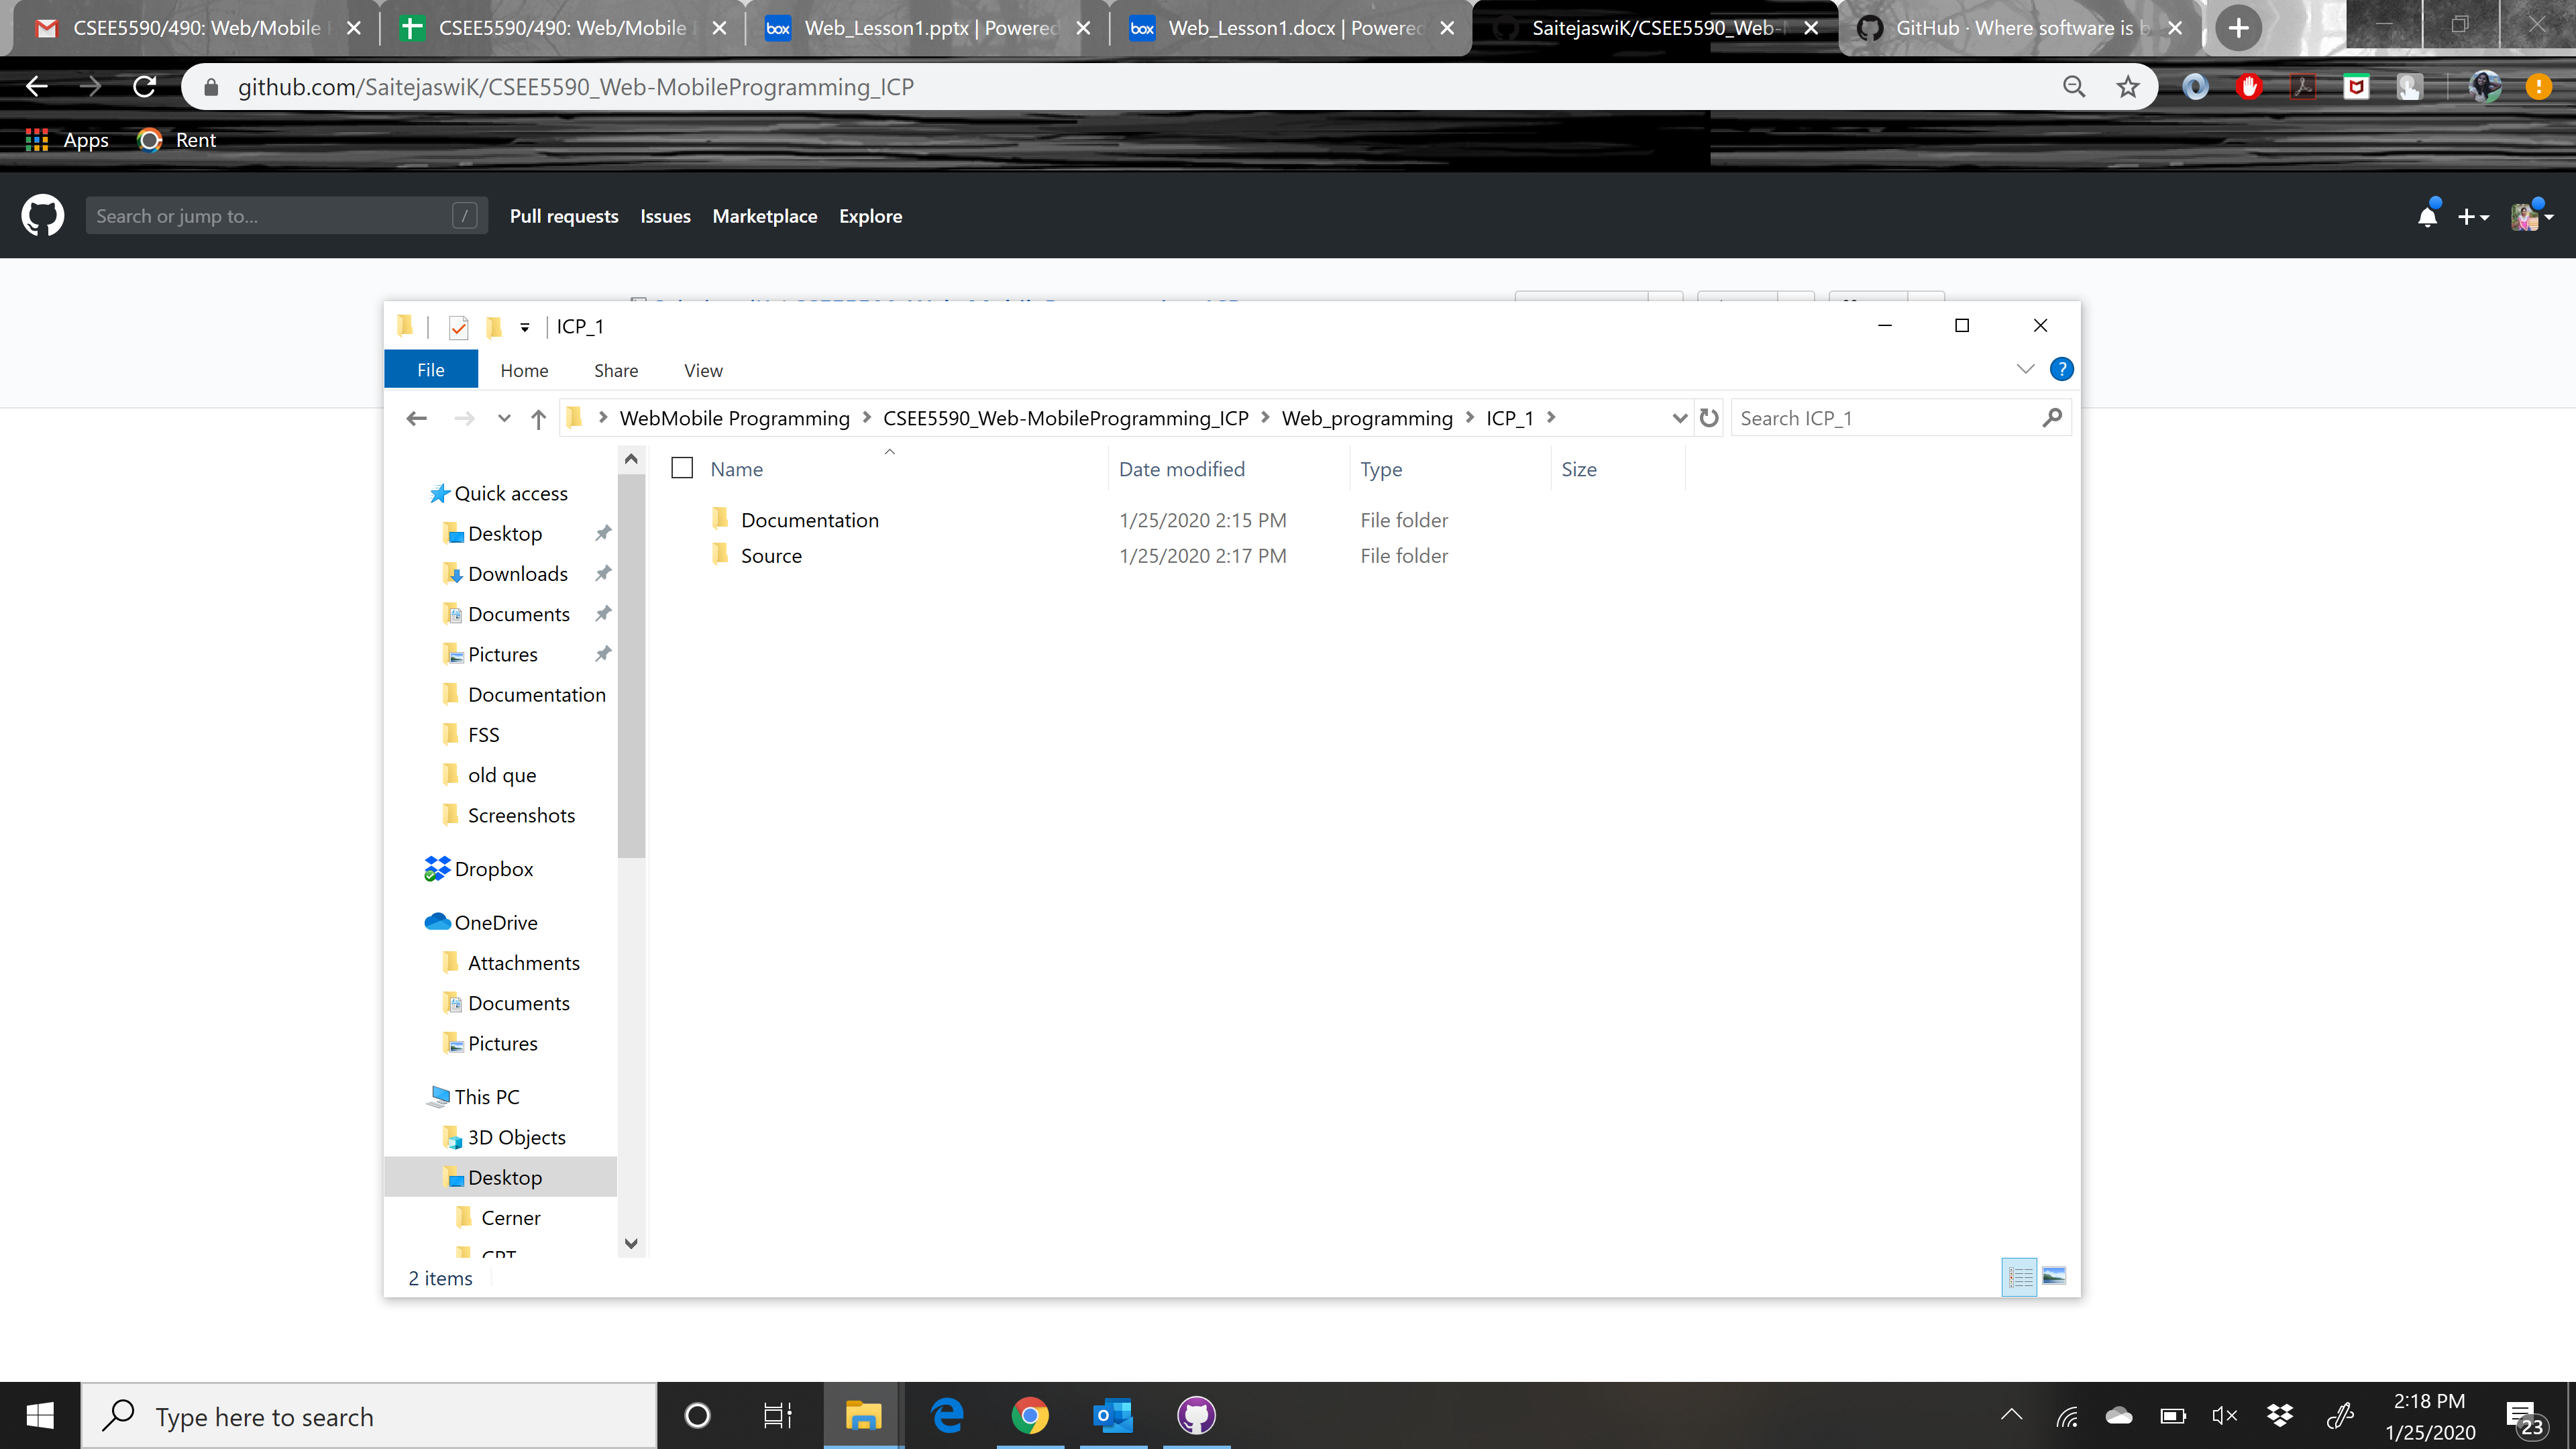 CSEE5590/490: Web/Mobile
CSEE5590/490: Web/Mobile
box Web_Lesson1.pptx | Powered
box Web_Lesson1.docx | Powered
SaitejaswiK/CSEE5590_Web-
GitHub · Where software is b
github.com/SaitejaswiK/CSEE5590_Web-MobileProgramming_ICP
Apps
Rent
Search or jump to...
/
Pull requests
Issues
Marketplace
Explore
ICP_1
File
Home
Share
View
?
WebMobile Programming
CSEE5590_Web-MobileProgramming_ICP
Web_programming
ICP_1
Search ICP_1
Name
Date modified
Type
Size
Documentation 1/25/2020 2:15 PM File folder
Source 1/25/2020 2:17 PM File folder
Quick access
Desktop
Downloads
Documents
Pictures
Documentation
FSS
old que
Screenshots
Dropbox
OneDrive
Attachments
Documents
Pictures
This PC
3D Objects
Desktop
Cerner
2 items
Type here to search
2:18 PM
1/25/2020
23